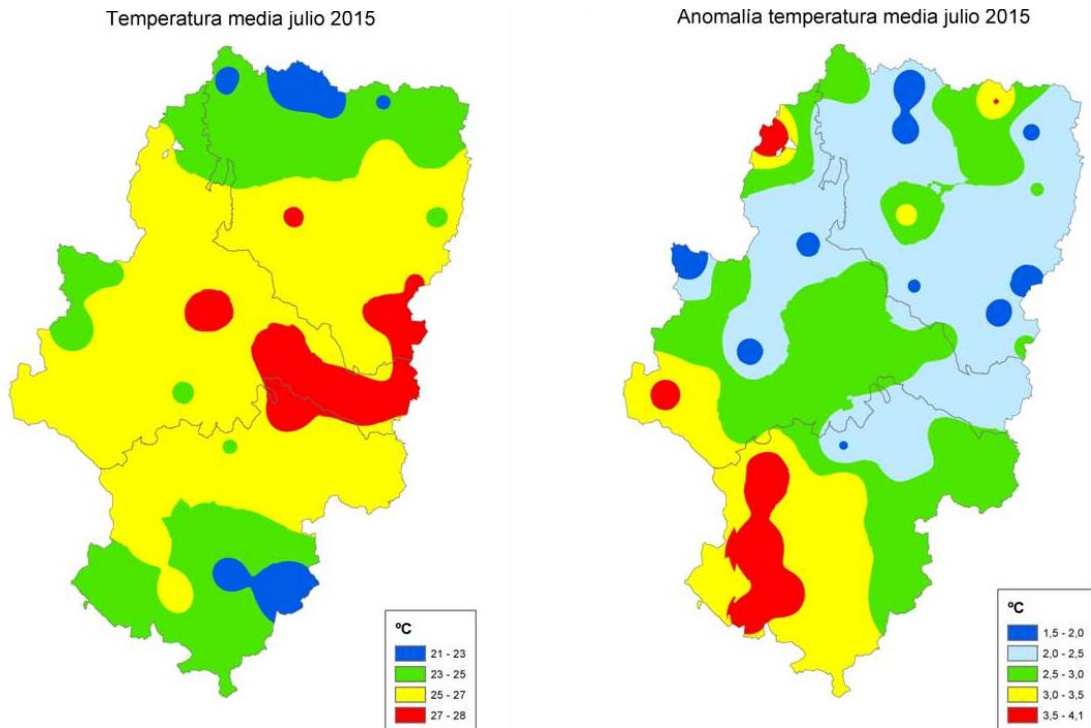 Temperatura media julio 2015
Anomalía temperatura media julio 2015
ºC
21 - 23
23 - 25
25 - 27
27 - 28
ºC
1,5 - 2,0
2,0 - 2,5
2,5 - 3,0
3,0 - 3,5
3,5 - 4,1